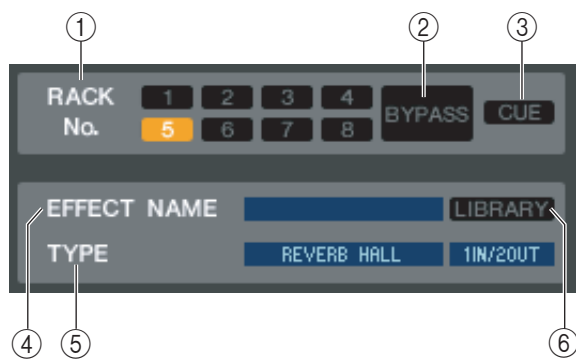 ① ② ③
RACK No. 1 2 3 4 BYPASS CUE
5 6 7 8
EFFECT NAME LIBRARY
TYPE REVERB HALL 1IN/2OUT
④ ⑤ ⑥